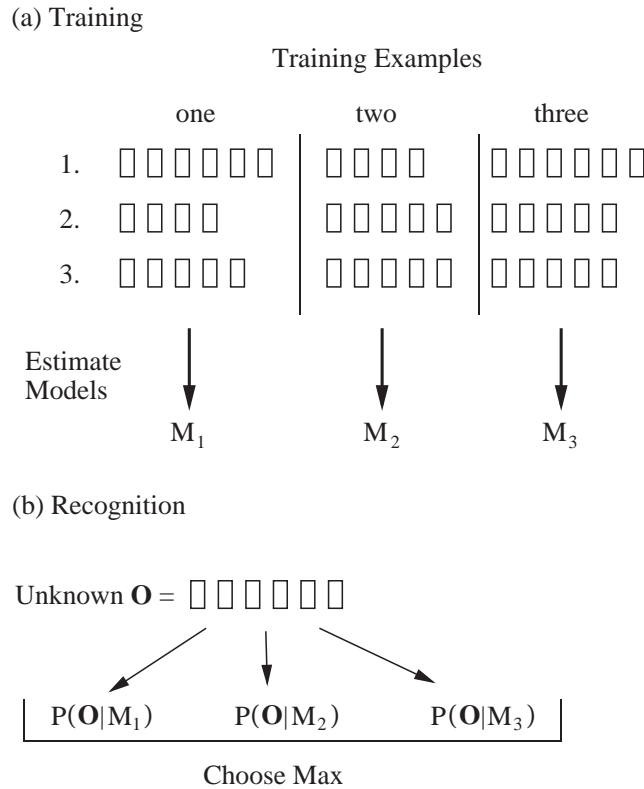 (a) Training
Training Examples
one two three
1.
2.
3.
Estimate
Models
M1 M2 M3
(b) Recognition
Unknown O =
P(O|M1) P(O|M2) P(O|M3)
Choose Max